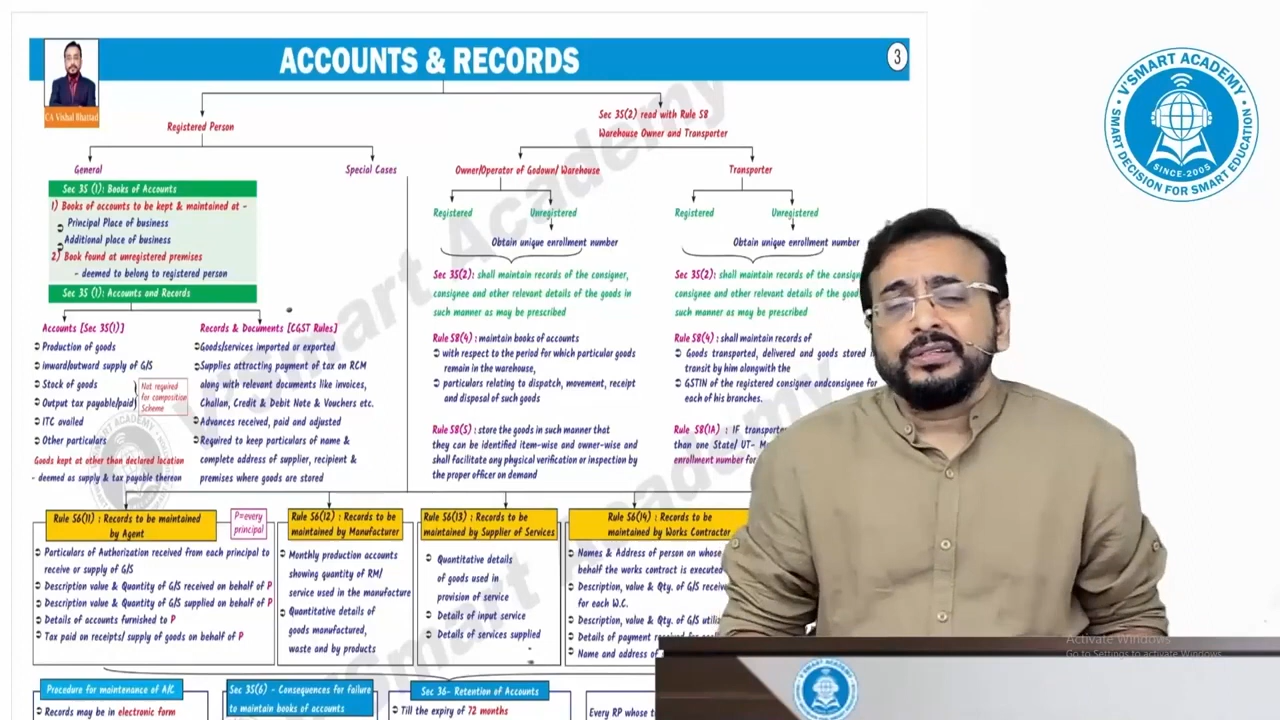 ACCOUNTS & RECORDS
3
CA Vishal Bhattad
Registered Person
Sec 35(2) read with Rule 58
Warehouse Owner and Transporter
General
Special Cases
Owner/Operator of Godown/ Warehouse
Transporter
Sec 35 (1): Books of Accounts
1) Books of accounts to be kept & maintained at -
Principal Place of business
Additional place of business
2) Book found at unregistered premises
- deemed to belong to registered person
Sec 35 (1): Accounts and Records
Registered
Unregistered
Obtain unique enrollment number
Registered
Unregistered
Obtain unique enrollment number
Sec 35(2): shall maintain records of the consigner,
consignee and other relevant details of the goods in
such manner as may be prescribed
Sec 35(2): shall maintain records of the
consignee and other relevant details of the
such manner as may be prescribed
Accounts [Sec 35(1)]
Production of goods
Inward/outward supply of G/S
Stock of goods
Output tax payable/paid
ITC availed
Other particulars
Not required
for composition
Scheme
Goods kept at other than declared location
- deemed as supply & tax payable thereon
Records & Documents [CGST Rules]
Goods/services imported or exported
Supplies attracting payment of tax on RCM
along with relevant documents like invoices,
Challan, Credit & Debit Note & Vouchers etc.
Advances received, paid and adjusted
Required to keep particulars of name &
complete address of supplier, recipient &
premises where goods are stored
Rule 58(4) : maintain books of accounts
with respect to the period for which particular goods
remain in the warehouse,
particulars relating to dispatch, movement, receipt
and disposal of such goods
Rule 58(5) : store the goods in such manner that
they can be identified item-wise and owner-wise and
shall facilitate any physical verification or inspection by
the proper officer on demand
Rule 58(4) : shall maintain records of
Goods transported, delivered and goods stored
transit by him alongwith the
GSTIN of the registered consigner andconsignee for
each of his branches.
Rule 58(1A) : IF
than one State/ UT-
enrollment number for
Rule 56(11) : Records to be maintained
by Agent
P=every
principal
Particulars of Authorization received from each principal to
receive or supply of G/S
Description value & Quantity of G/S received on behalf of P
Description value & Quantity of G/S supplied on behalf of P
Details of accounts furnished to P
Tax paid on receipts/ supply of goods on behalf of P
Rule 56(12) : Records to be
maintained by Manufacturer
Monthly production accounts
showing quantity of RM/
service used in the manufacture
Quantitative details of
goods manufactured,
waste and by products
Rule 56(13) : Records to be
maintained by Supplier of Services
Quantitative details
of goods used in
provision of service
Details of input service
Details of services supplied
Rule 56(14) : Records to be
maintained by Works Contractor
Names & Address of person on whose
behalf the works contract is executed
Description, value & Qty. of G/S
for each W.C.
Description, value & Qty. of G/S
Details of payment
Name and address of
Procedure for maintenance of A/C
Records may be in electronic form
Sec 35(6) - Consequences for failure
to maintain books of accounts
Sec 36- Retention of Accounts
Till the expiry of 72 months
Every RP whose
V'SMART ACADEMY
SINCE-2005
SMART DECISION FOR SMART EDUCATION
Activate Windows
Go to Settings to activate Windows.
V'Smart Academy